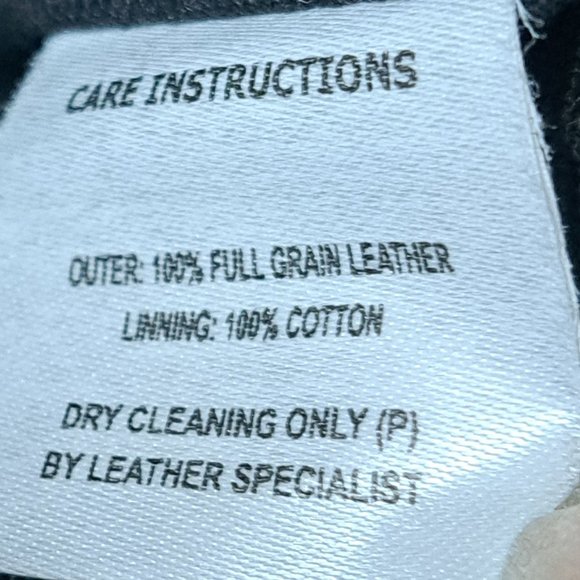 CARE INSTRUCTIONS
OUTER: 100% FULL GRAIN LEATHER
LINNING: 100% COTTON
DRY CLEANING ONLY (P)
BY LEATHER SPECIALIST